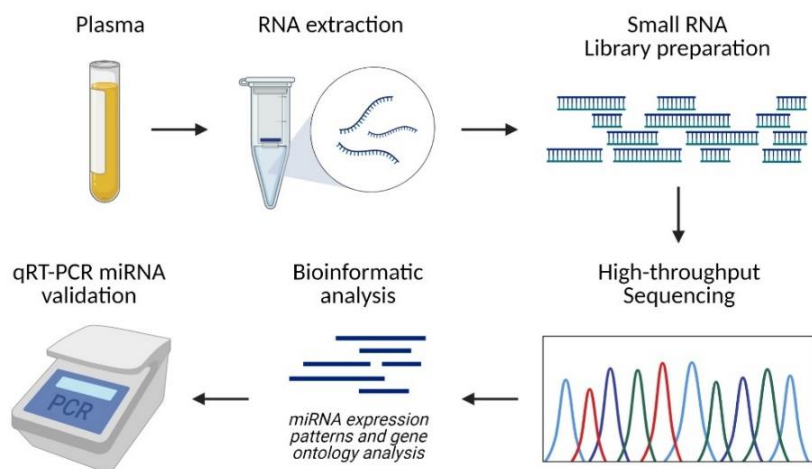 Plasma
RNA extraction
Small RNA
Library preparation
High-throughput
Sequencing
Bioinformatic
analysis
miRNA expression
patterns and gene
ontology analysis
qRT-PCR miRNA
validation
PCR